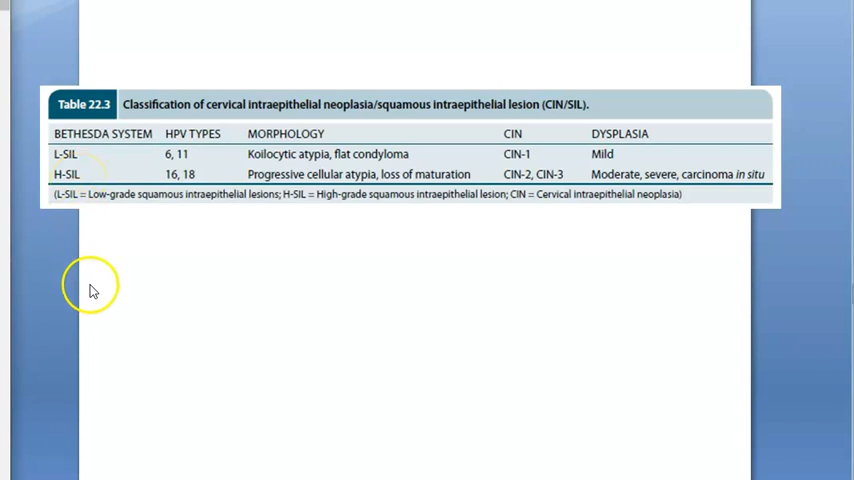 Table 22.3 Classification of cervical intraepithelial neoplasia/squamous intraepithelial lesion (CIN/SIL).
BETHESDA SYSTEM HPV TYPES MORPHOLOGY CIN DYSPLASIA
L-SIL 6, 11 Koilocytic atypia, flat condyloma CIN-1 Mild
H-SIL 16, 18 Progressive cellular atypia, loss of maturation CIN-2, CIN-3 Moderate, severe, carcinoma in situ
(L-SIL = Low-grade squamous intraepithelial lesions; H-SIL = High-grade squamous intraepithelial lesion; CIN = Cervical intraepithelial neoplasia)